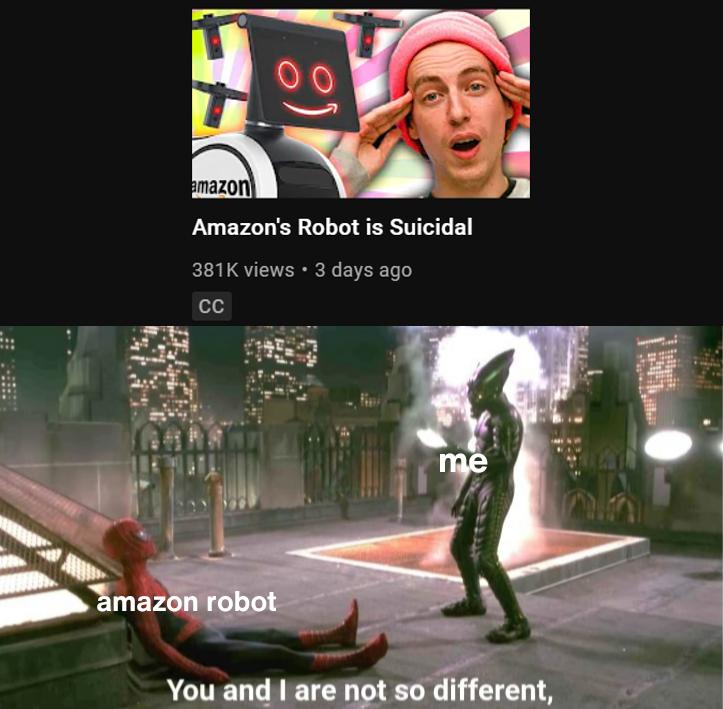 amazon
Amazon's Robot is Suicidal
381K views • 3 days ago
CC
me
amazon robot
You and I are not so different,